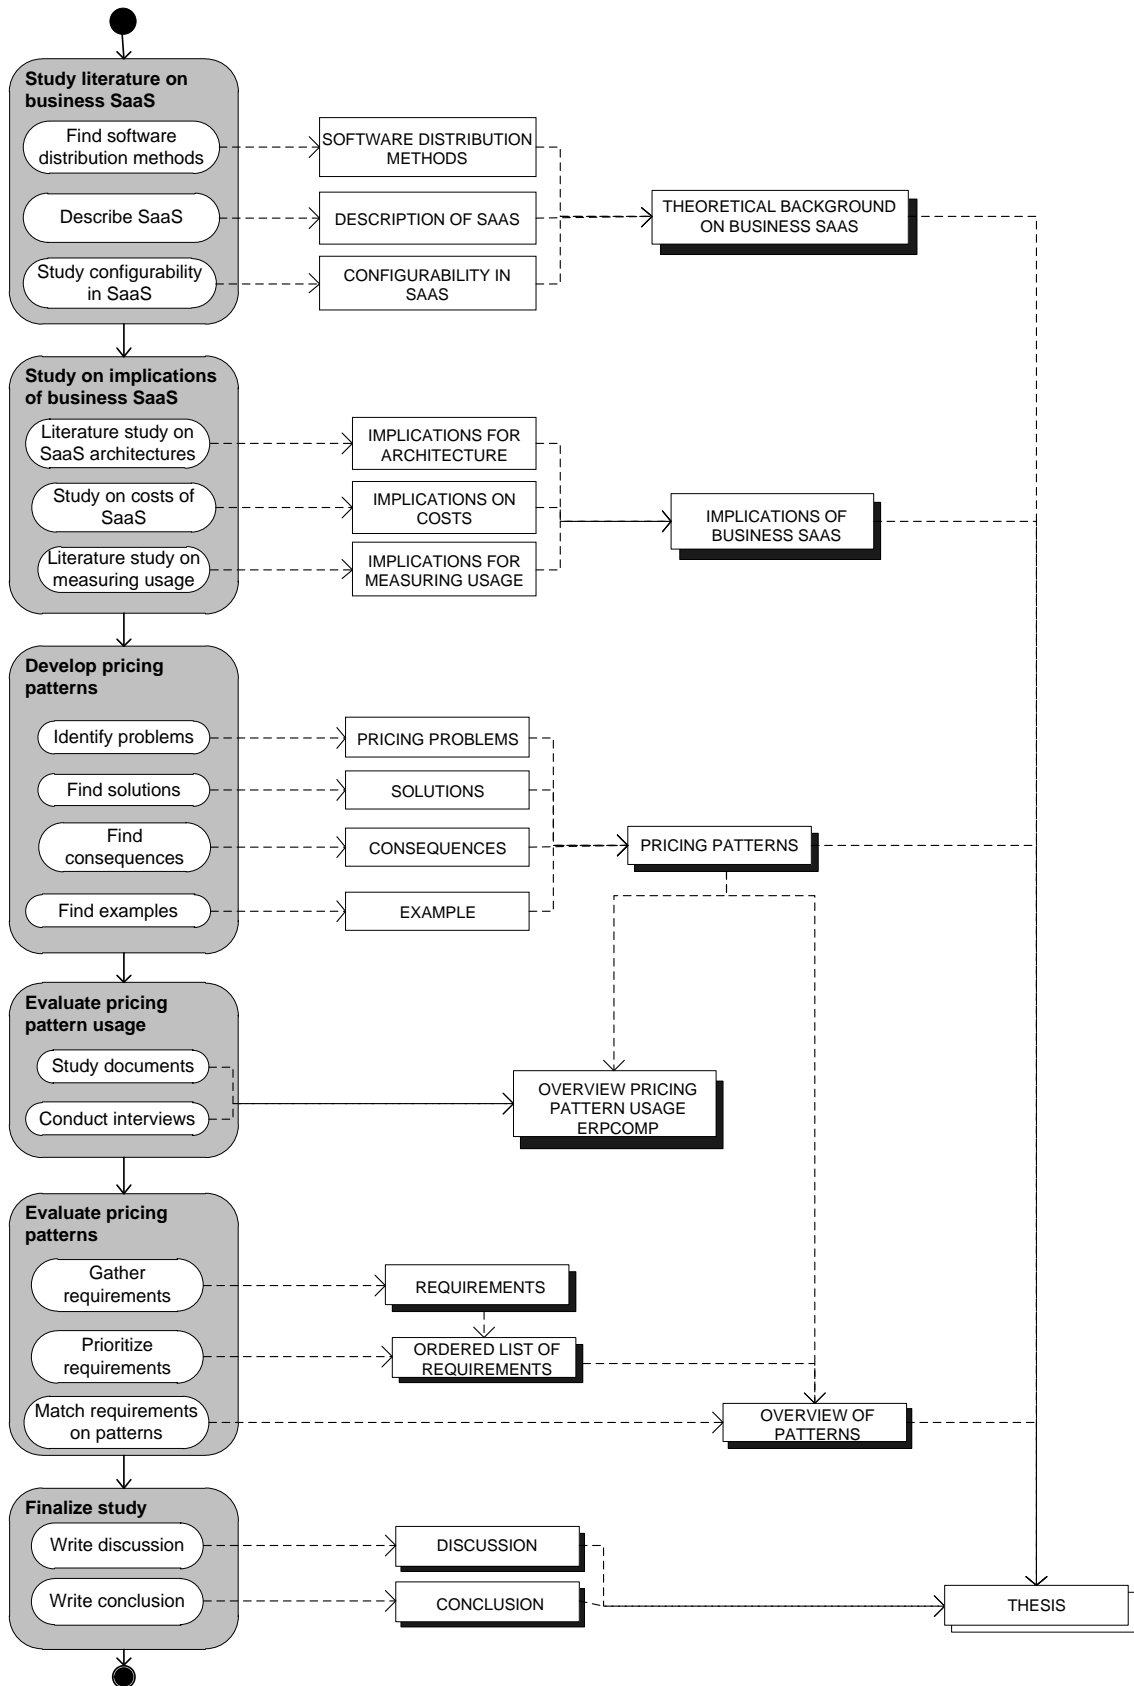 Study literature on
business SaaS
Find software
distribution methods
SOFTWARE DISTRIBUTION
METHODS
Describe SaaS
DESCRIPTION OF SAAS
THEORETICAL BACKGROUND
ON BUSINESS SAAS
Study configurability
in SaaS
CONFIGURABILITY IN
SAAS
Study on implications
of business SaaS
Literature study on
SaaS architectures
IMPLICATIONS FOR
ARCHITECTURE
Study on costs of
SaaS
IMPLICATIONS ON
COSTS
IMPLICATIONS OF
BUSINESS SAAS
Literature study on
measuring usage
IMPLICATIONS FOR
MEASURING USAGE
Develop pricing
patterns
Identify problems
PRICING PROBLEMS
Find solutions
SOLUTIONS
Find
consequences
CONSEQUENCES
PRICING PATTERNS
Find examples
EXAMPLE
Evaluate pricing
pattern usage
Study documents
Conduct interviews
OVERVIEW PRICING
PATTERN USAGE
ERPCOMP
Evaluate pricing
patterns
Gather
requirements
REQUIREMENTS
Prioritize
requirements
ORDERED LIST OF
REQUIREMENTS
Match requirements
on patterns
OVERVIEW OF
PATTERNS
Finalize study
Write discussion
DISCUSSION
Write conclusion
CONCLUSION
THESIS